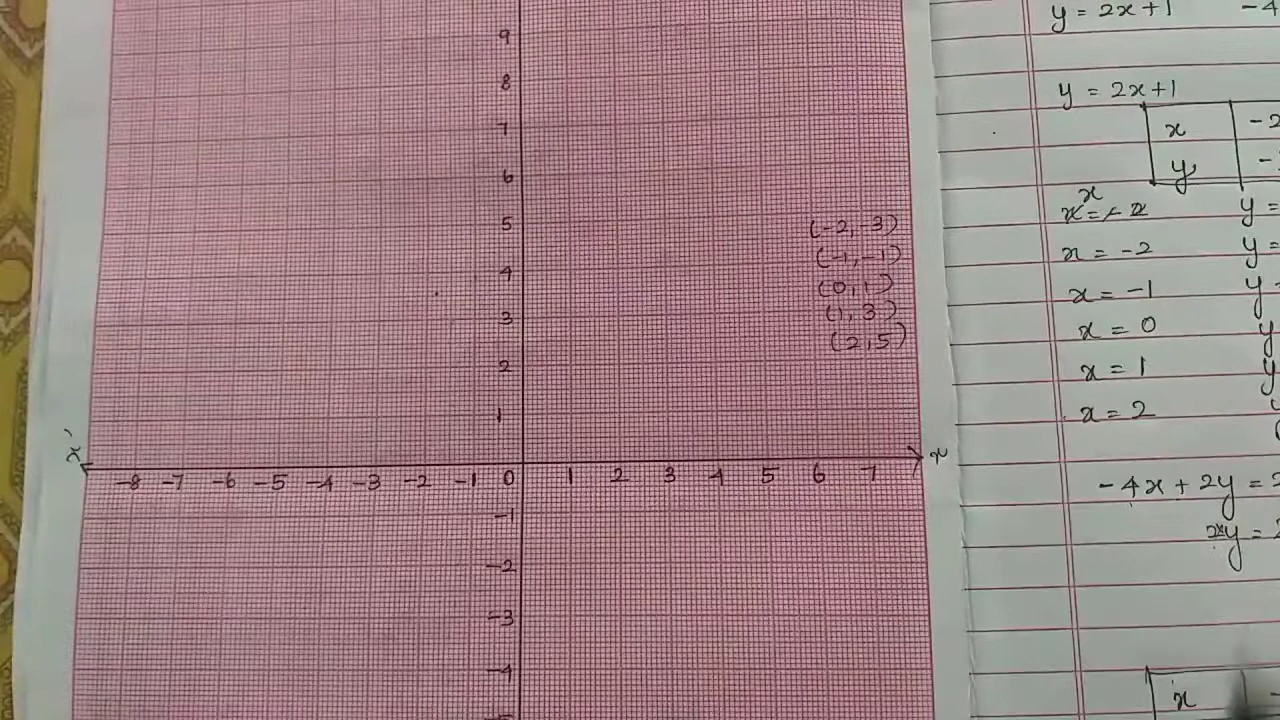 9
8
7
6
5
4
3
2
1
x' -8 -7 -6 -5 -4 -3 -2 -1 0 1 2 3 4 5 6 7 x
-1
-2
-3
-4
(-2,-3)
(-1,-1)
(0,1)
(1,3)
(2,5)
y = 2x+1 -4
y = 2x+1
x -2
y -
x
x = -2 y =
x = -1 y
x = 0 y
x = 1 y
x = 2
-4x + 2y = 2
y =
x -